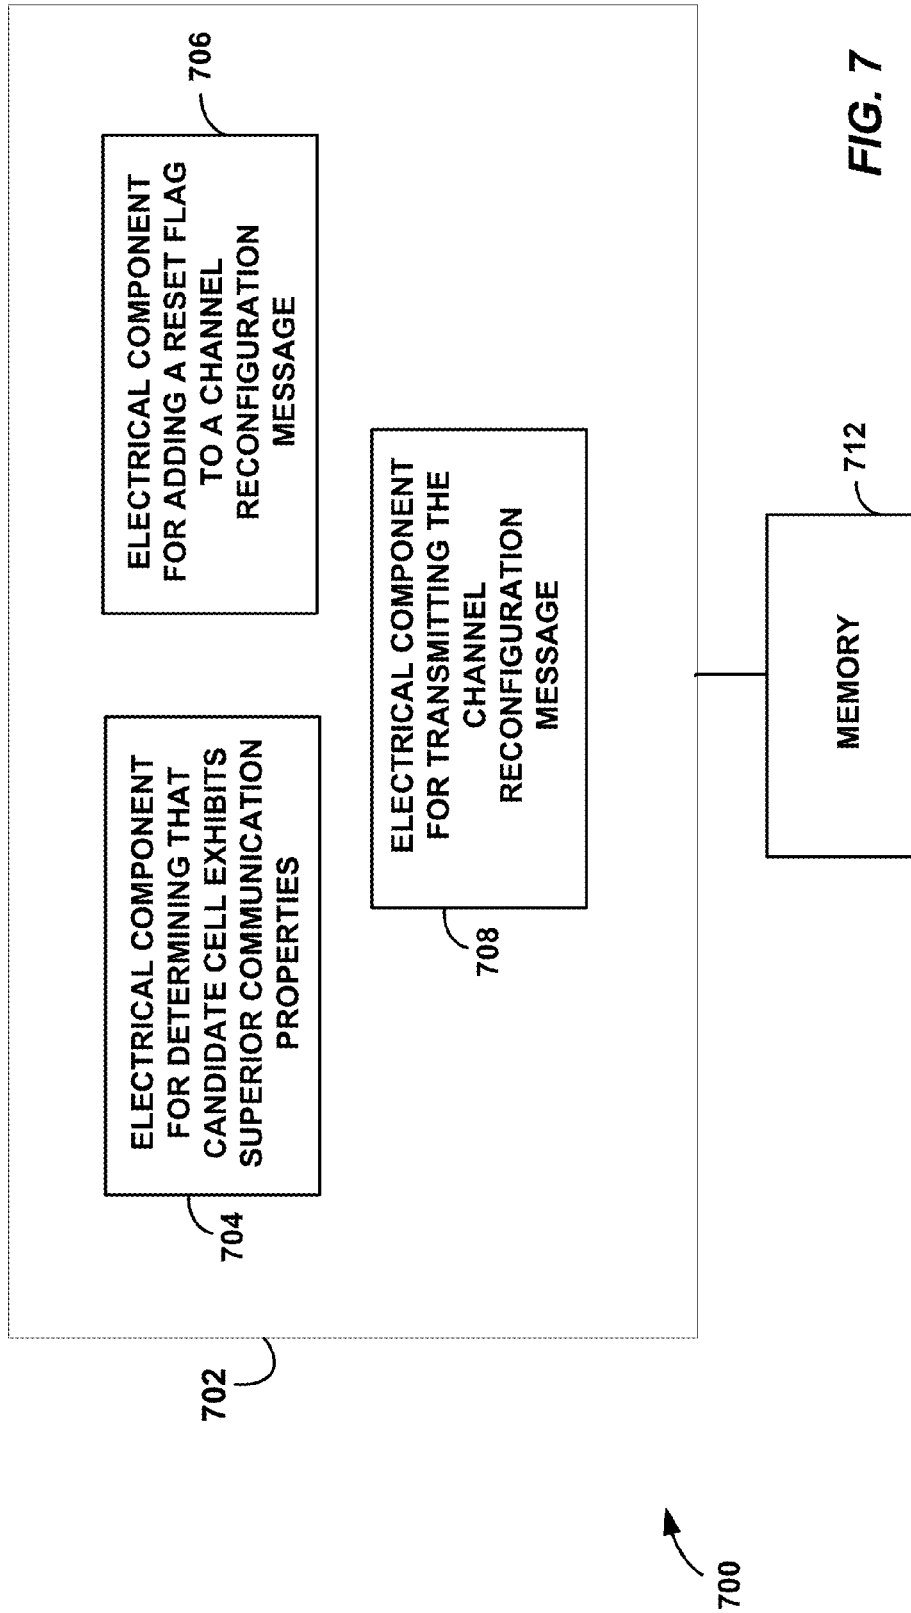 702
704
ELECTRICAL COMPONENT
FOR DETERMINING THAT
CANDIDATE CELL EXHIBITS
SUPERIOR COMMUNICATION
PROPERTIES
ELECTRICAL COMPONENT
FOR ADDING A RESET FLAG
TO A CHANNEL
RECONFIGURATION
MESSAGE
706
708
ELECTRICAL COMPONENT
FOR TRANSMITTING THE
CHANNEL
RECONFIGURATION
MESSAGE
700
MEMORY
712
FIG. 7